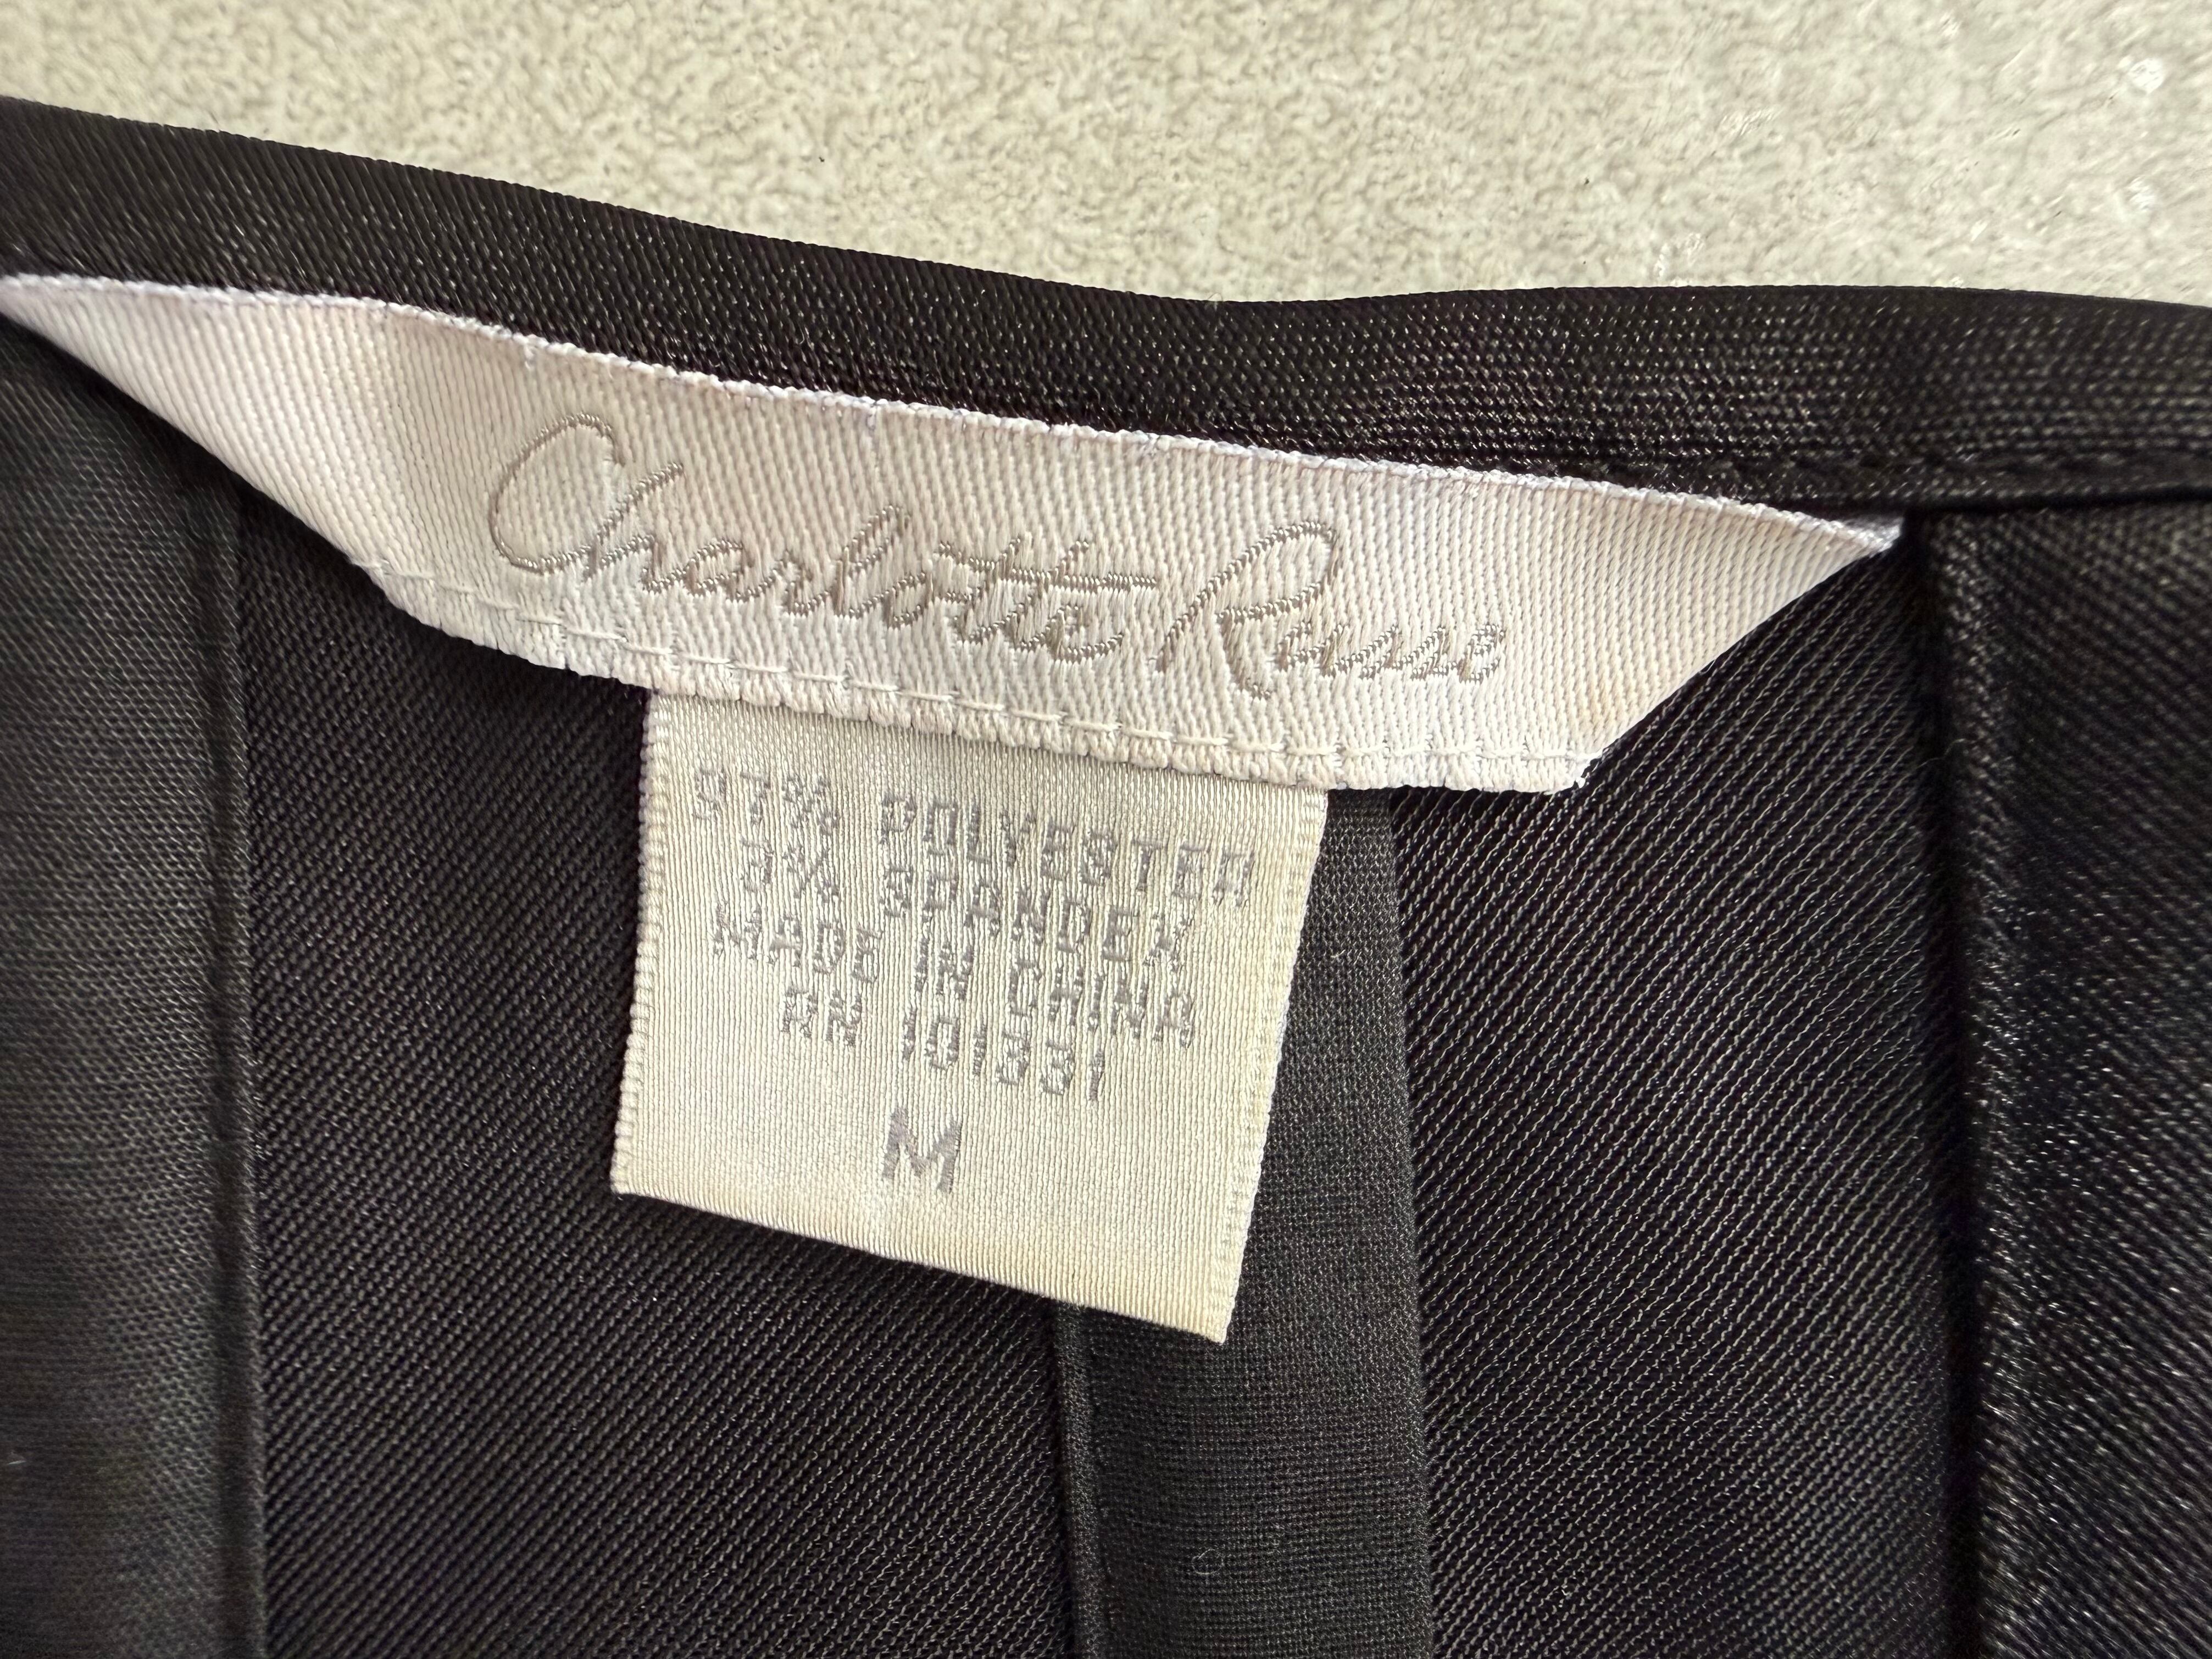 Charlotte Russe
97% POLYESTER
3% SPANDEX
MADE IN CHINA
RN 101331
M